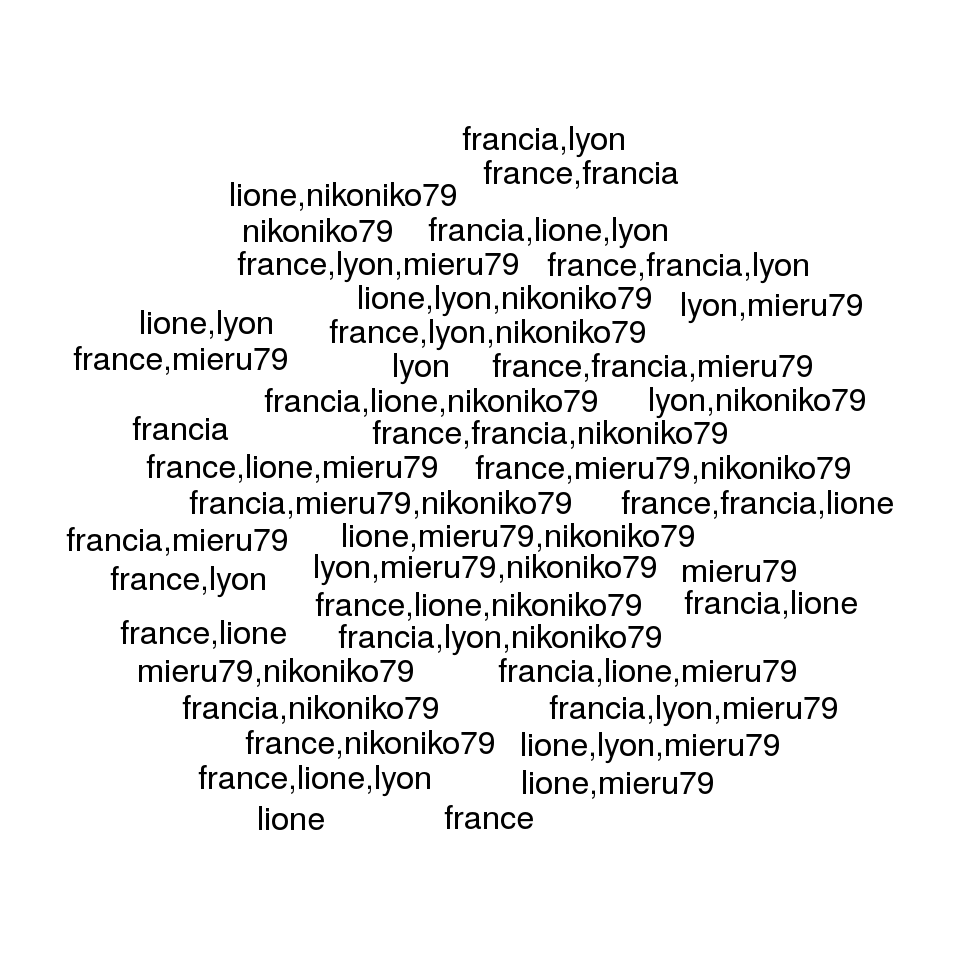 francia,lyon
france,francia
lione,nikoniko79
nikoniko79 francia,lione,lyon
france,lyon,mieru79 france,francia,lyon
lione,lyon,nikoniko79 lyon,mieru79
lione,lyon france,lyon,nikoniko79
france,mieru79 lyon france,francia,mieru79
francia,lione,nikoniko79 lyon,nikoniko79
francia france,francia,nikoniko79
france,lione,mieru79 france,mieru79,nikoniko79
francia,mieru79,nikoniko79 france,francia,lione
francia,mieru79 lione,mieru79,nikoniko79
france,lyon lyon,mieru79,nikoniko79 mieru79
france,lione,nikoniko79 francia,lione
france,lione francia,lyon,nikoniko79
mieru79,nikoniko79 francia,lione,mieru79
francia,nikoniko79 francia,lyon,mieru79
france,nikoniko79 lione,lyon,mieru79
france,lione,lyon lione,mieru79
lione france